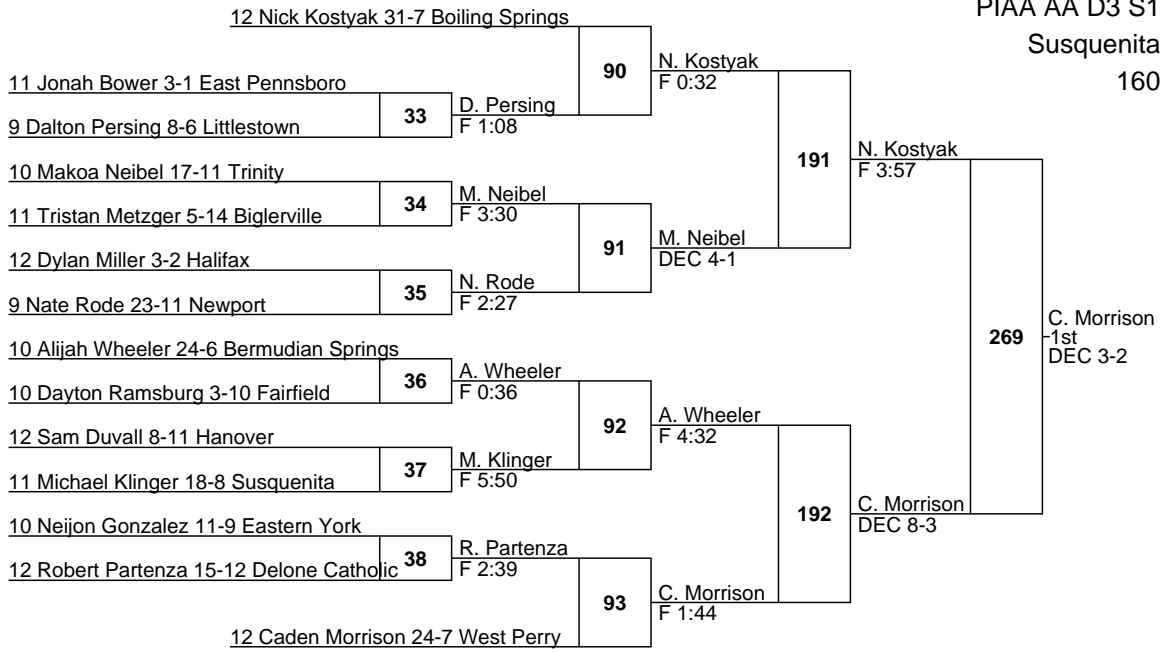 PIAA AA D3 S1
Susquenita
160
12 Nick Kostyak 31-7 Boiling Springs
11 Jonah Bower 3-1 East Pennsboro
9 Dalton Persing 8-6 Littlestown
10 Makoa Neibel 17-11 Trinity
11 Tristan Metzger 5-14 Biglerville
12 Dylan Miller 3-2 Halifax
9 Nate Rode 23-11 Newport
10 Alijah Wheeler 24-6 Bermudian Springs
10 Dayton Ramsburg 3-10 Fairfield
12 Sam Duvall 8-11 Hanover
11 Michael Klinger 18-8 Susquenita
10 Neijon Gonzalez 11-9 Eastern York
12 Robert Partenza 15-12 Delone Catholic
12 Caden Morrison 24-7 West Perry
33
D. Persing
F 1:08
34
M. Neibel
F 3:30
35
N. Rode
F 2:27
36
A. Wheeler
F 0:36
37
M. Klinger
F 5:50
38
R. Partenza
F 2:39
90
N. Kostyak
F 0:32
91
M. Neibel
DEC 4-1
92
A. Wheeler
F 4:32
93
C. Morrison
F 1:44
191
N. Kostyak
F 3:57
192
C. Morrison
DEC 8-3
269
C. Morrison
1st
DEC 3-2